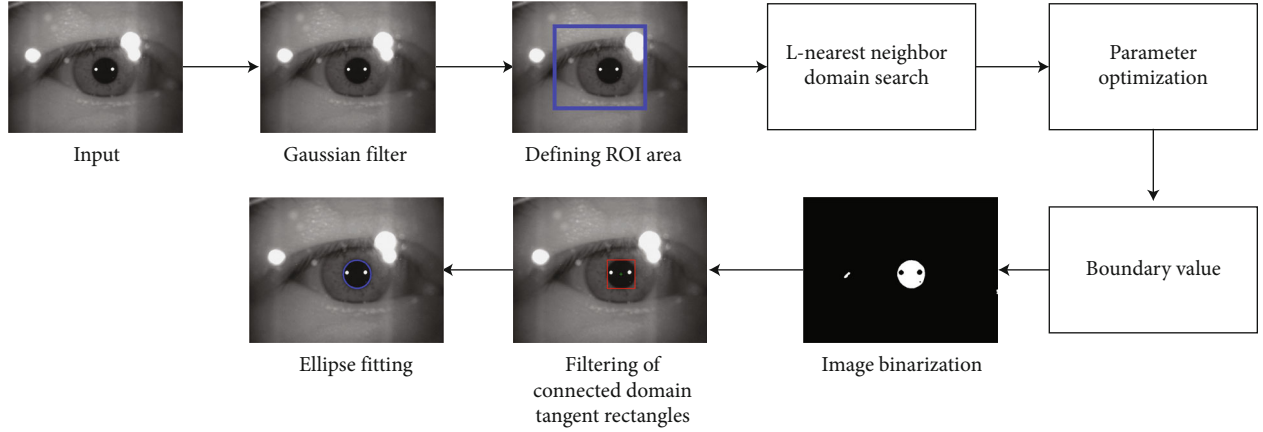 Input
Gaussian filter
Defining ROI area
L-nearest neighbor
domain search
Parameter
optimization
Boundary value
Image binarization
Filtering of
connected domain
tangent rectangles
Ellipse fitting